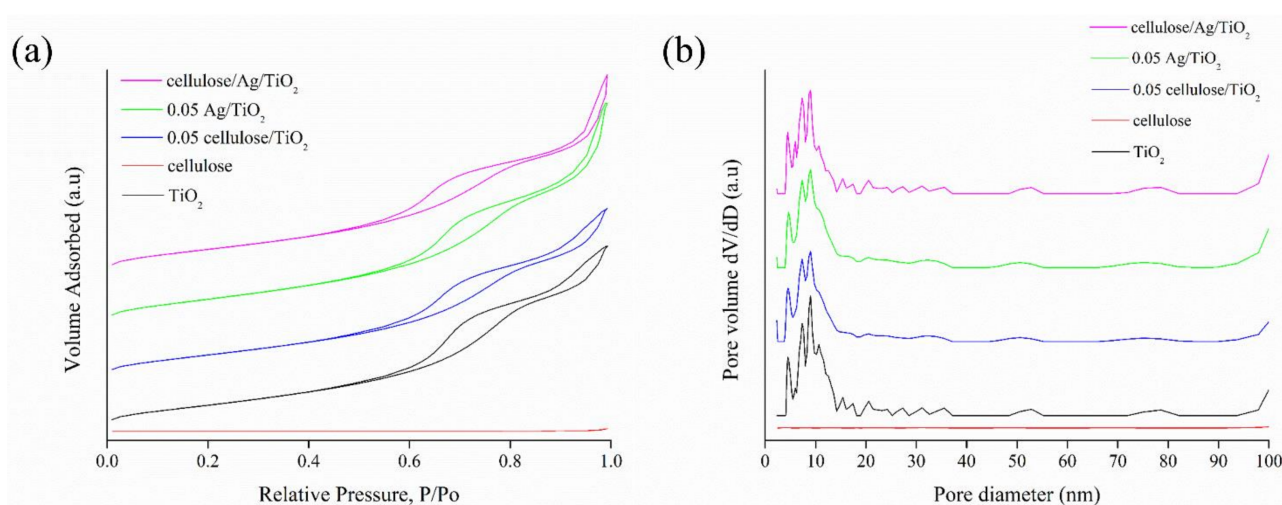 (a)
cellulose/Ag/TiO₂
0.05 Ag/TiO₂
0.05 cellulose/TiO₂
cellulose
TiO₂
Volume Adsorbed (a.u)
0.0 0.2 0.4 0.6 0.8 1.0
Relative Pressure, P/Po
(b)
cellulose/Ag/TiO₂
0.05 Ag/TiO₂
0.05 cellulose/TiO₂
cellulose
TiO₂
Pore volume dV/dD (a.u)
0 10 20 30 40 50 60 70 80 90 100
Pore diameter (nm)